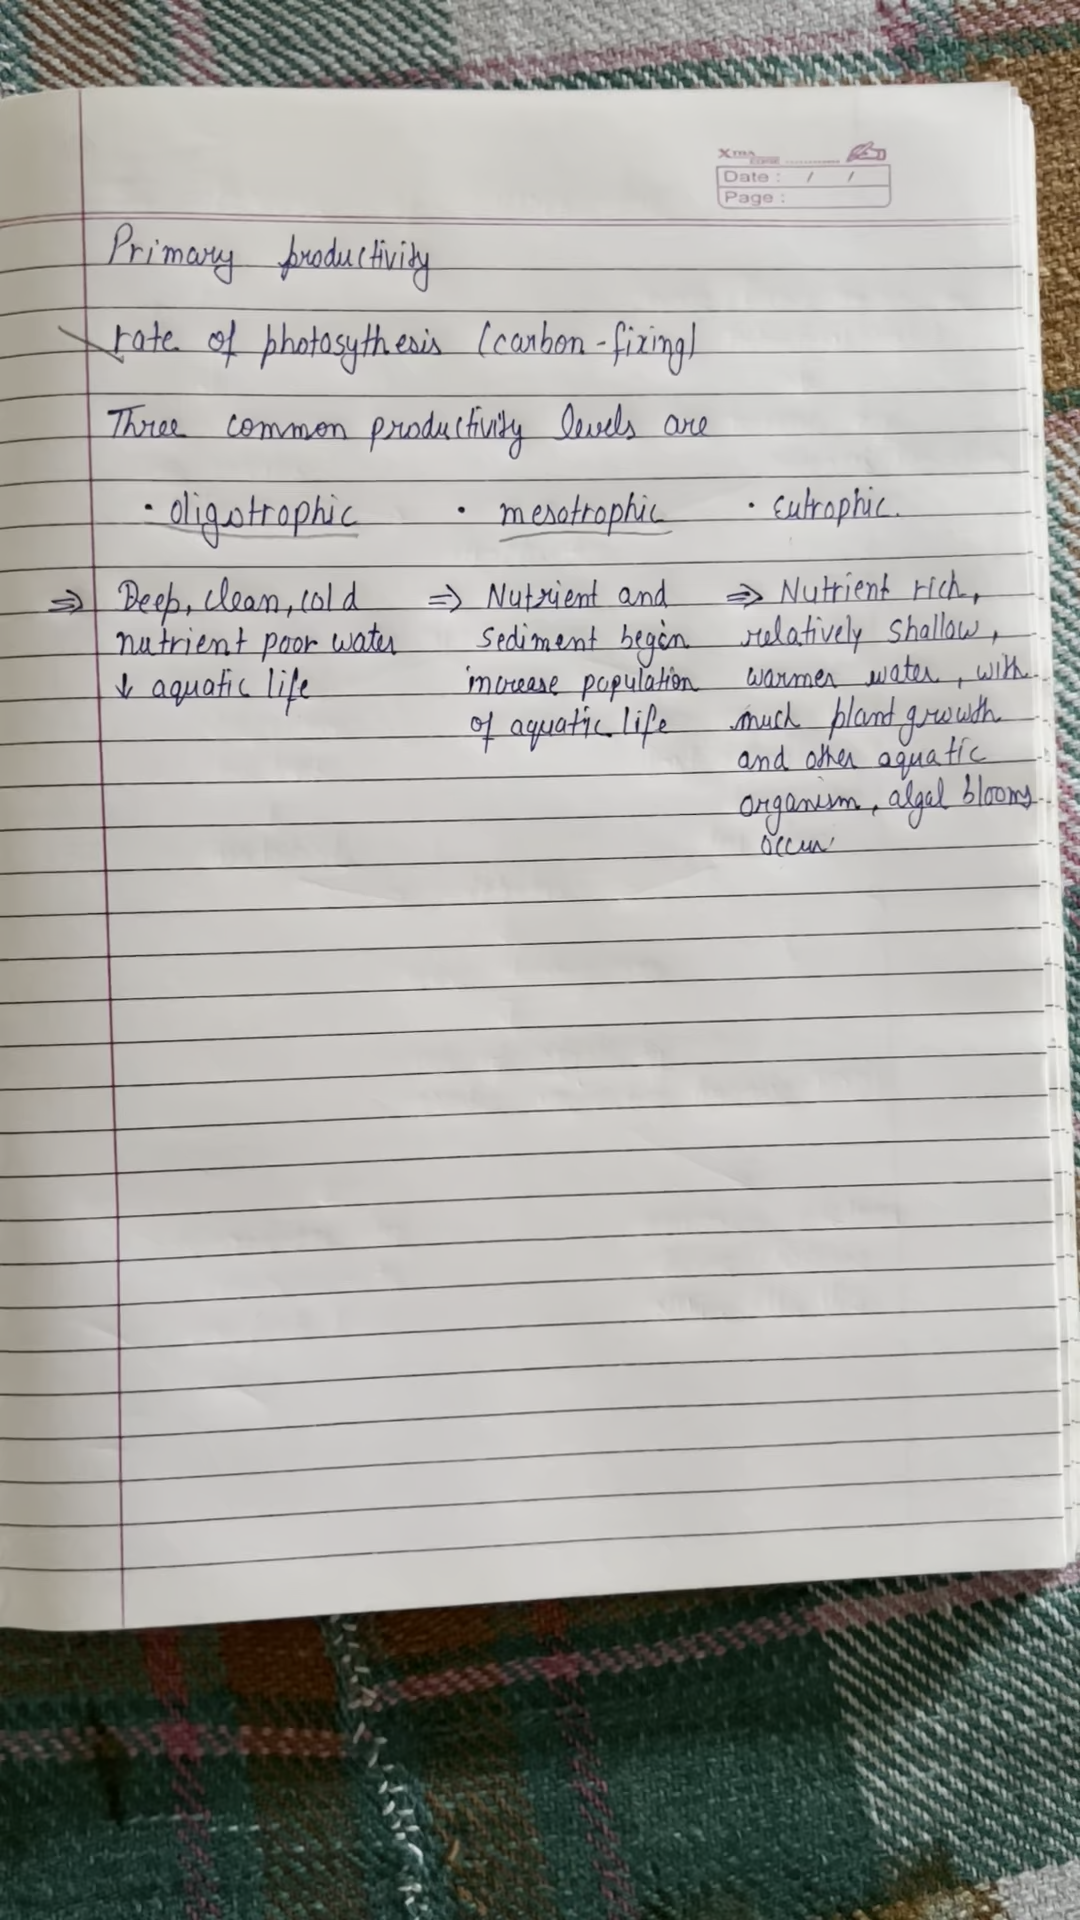 Xtra
Date : / /
Page :
Primary productivity
rate of photosythesis (carbon-fixing)
Three common productivity levels are
• oligotrophic • mesotrophic • Eutrophic.
⇒ Deep, clean, cold
nutrient poor water
↓ aquatic life
⇒ Nutrient and
sediment begin
increase population
of aquatic life
⇒ Nutrient rich,
relatively shallow,
warmer water, with
much plant growth
and other aquatic
organism, algal blooms
occur